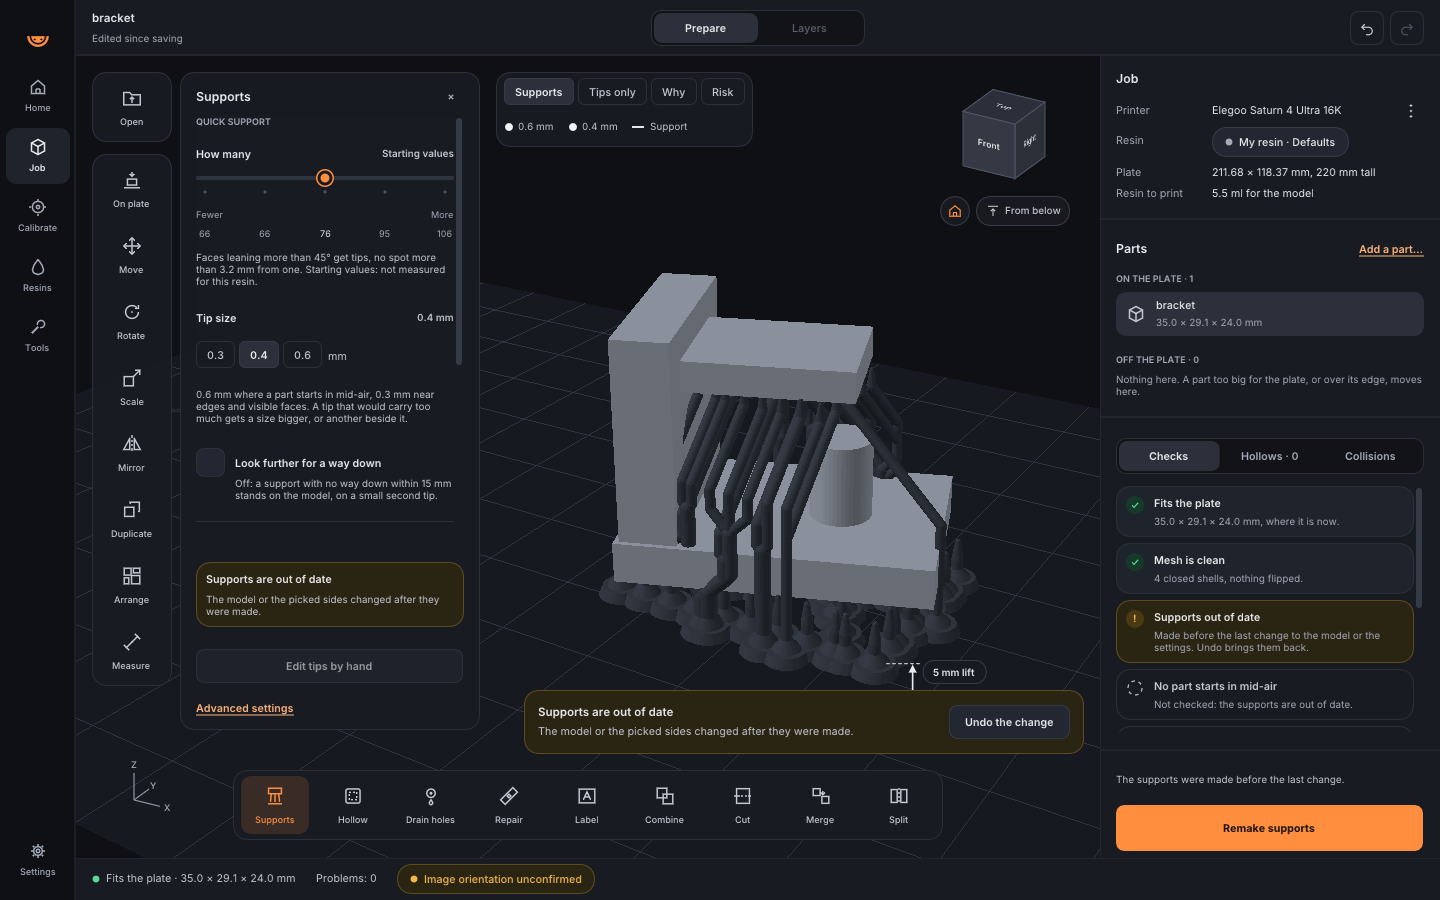 bracket
Edited since saving
Prepare
Layers
Home
Job
Calibrate
Resins
Tools
Settings
Open
On plate
Move
Rotate
Scale
Mirror
Duplicate
Arrange
Measure
Supports
×
QUICK SUPPORT
How many
Starting values
Fewer
More
66 66 76 95 106
Faces leaning more than 45° get tips, no spot more
than 3.2 mm from one. Starting values: not measured
for this resin.
Tip size
0.4 mm
0.3 0.4 0.6 mm
0.6 mm where a part starts in mid-air, 0.3 mm near
edges and visible faces. A tip that would carry too
much gets a size bigger, or another beside it.
Look further for a way down
Off: a support with no way down within 15 mm
stands on the model, on a small second tip.
Supports are out of date
The model or the picked sides changed after they
were made.
Edit tips by hand
Advanced settings
Supports
Tips only
Why
Risk
0.6 mm
0.4 mm
Support
Top
Front
Right
From below
5 mm lift
Supports are out of date
The model or the picked sides changed after they were made.
Undo the change
Z
Y
X
Supports
Hollow
Drain holes
Repair
Label
Combine
Cut
Merge
Split
Job
Printer
Elegoo Saturn 4 Ultra 16K
Resin
My resin · Defaults
Plate
211.68 × 118.37 mm, 220 mm tall
Resin to print
5.5 ml for the model
Parts
Add a part...
ON THE PLATE · 1
bracket
35.0 × 29.1 × 24.0 mm
OFF THE PLATE · 0
Nothing here. A part too big for the plate, or over its edge, moves
here.
Checks
Hollows · 0
Collisions
Fits the plate
35.0 × 29.1 × 24.0 mm, where it is now.
Mesh is clean
4 closed shells, nothing flipped.
Supports out of date
Made before the last change to the model or the
settings. Undo brings them back.
No part starts in mid-air
Not checked: the supports are out of date.
The supports were made before the last change.
Remake supports
Fits the plate · 35.0 × 29.1 × 24.0 mm
Problems: 0
Image orientation unconfirmed